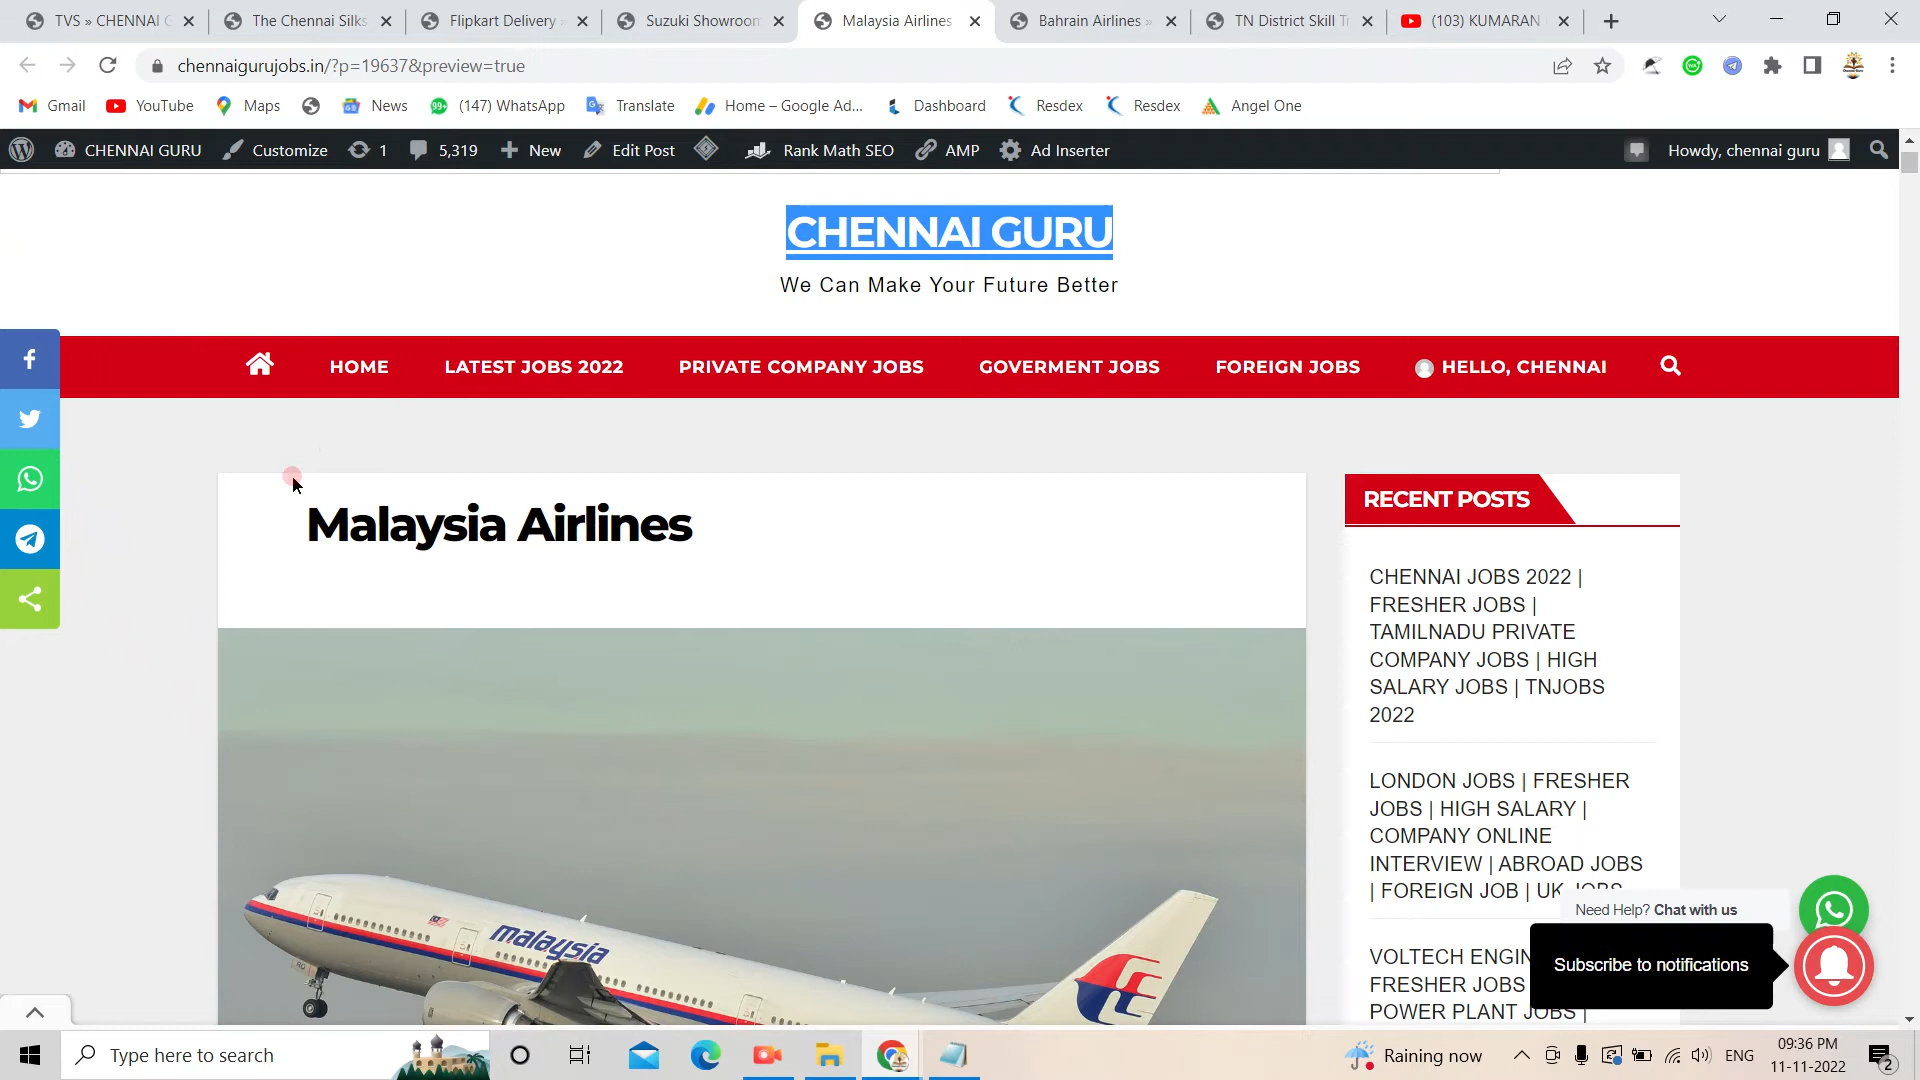 TVS » CHENNAI G
The Chennai Silks
Flipkart Delivery »
Suzuki Showroom
Malaysia Airlines
Bahrain Airlines »
TN District Skill Tr
(103) KUMARAN
chennaigurujobs.in/?p=19637&preview=true
Gmail
YouTube
Maps
News
99+
(147) WhatsApp
Translate
Home – Google Ad...
Dashboard
Resdex
Resdex
Angel One
CHENNAI GURU
Customize
1
5,319
New
Edit Post
Rank Math SEO
AMP
Ad Inserter
Howdy, chennai guru
CHENNAI GURU
We Can Make Your Future Better
HOME
LATEST JOBS 2022
PRIVATE COMPANY JOBS
GOVERMENT JOBS
FOREIGN JOBS
HELLO, CHENNAI
Malaysia Airlines
malaysia
RECENT POSTS
CHENNAI JOBS 2022 |
FRESHER JOBS |
TAMILNADU PRIVATE
COMPANY JOBS | HIGH
SALARY JOBS | TNJOBS
2022
LONDON JOBS | FRESHER
JOBS | HIGH SALARY |
COMPANY ONLINE
INTERVIEW | ABROAD JOBS
| FOREIGN JOB | UK JOBS
VOLTECH ENGIN
FRESHER JOBS
POWER PLANT JOBS |
Need Help? Chat with us
Subscribe to notifications
Type here to search
Raining now
ENG
09:36 PM
11-11-2022
2